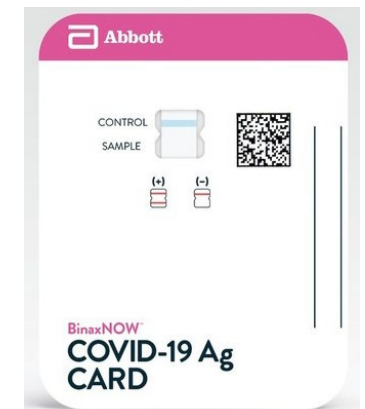 Abbott
CONTROL
SAMPLE
(+) (-)
BinaxNOW™
COVID-19 Ag
CARD